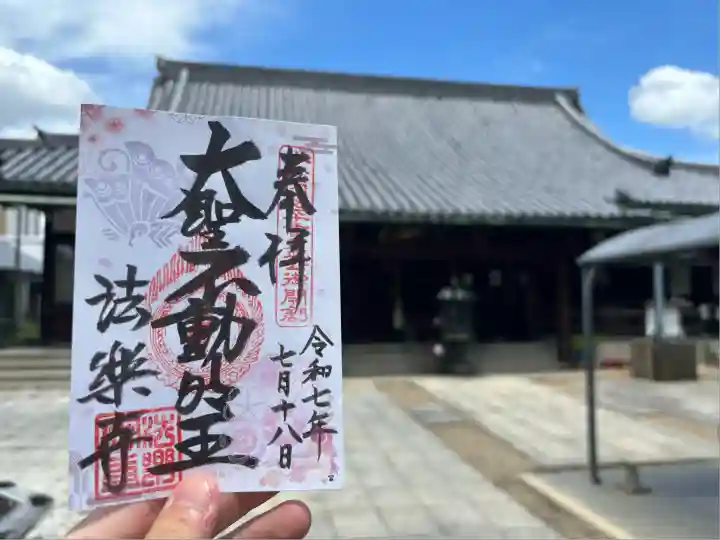 奉拝
令和七年
七月十八日
大聖不動明王
法樂寺